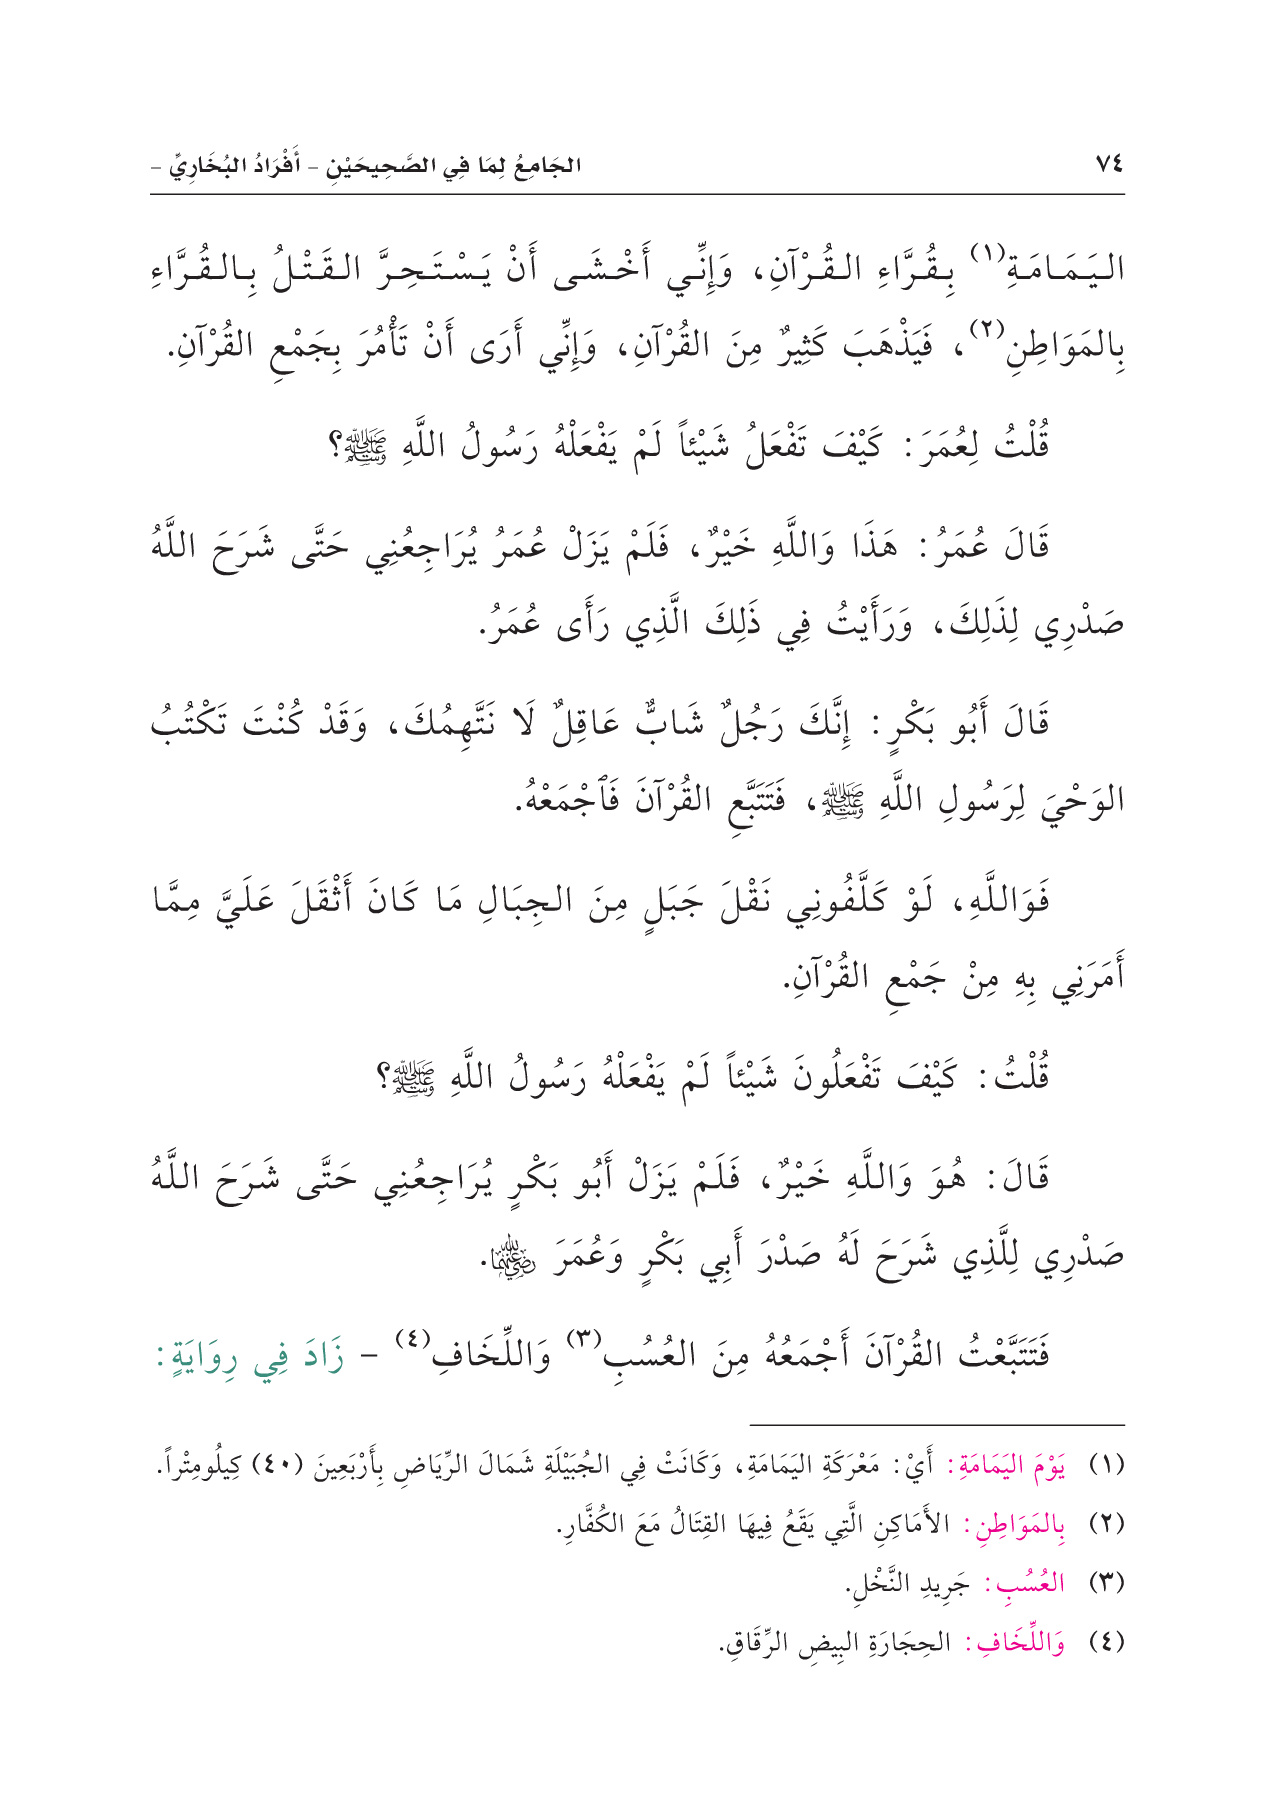 ٧٤ الجَامِعُ لِمَا فِي الصَّحِيحَيْنِ - أَفْرَادُ البُخَارِيِّ -
اليَمَامَةِ(١) بِقُرَّاءِ القُرْآنِ، وَإِنِّي أَخْشَى أَنْ يَسْتَحِرَّ القَتْلُ بِالقُرَّاءِ
بِالمَوَاطِنِ(٢)، فَيَذْهَبَ كَثِيرٌ مِنَ القُرْآنِ، وَإِنِّي أَرَى أَنْ تَأْمُرَ بِجَمْعِ القُرْآنِ.
قُلْتُ لِعُمَرَ: كَيْفَ تَفْعَلُ شَيْئاً لَمْ يَفْعَلْهُ رَسُولُ اللَّهِ ﷺ؟
قَالَ عُمَرُ: هَذَا وَاللَّهِ خَيْرٌ، فَلَمْ يَزَلْ عُمَرُ يُرَاجِعُنِي حَتَّى شَرَحَ اللَّهُ
صَدْرِي لِذَلِكَ، وَرَأَيْتُ فِي ذَلِكَ الَّذِي رَأَى عُمَرُ.
قَالَ أَبُو بَكْرٍ: إِنَّكَ رَجُلٌ شَابٌّ عَاقِلٌ لَا نَتَّهِمُكَ، وَقَدْ كُنْتَ تَكْتُبُ
الوَحْيَ لِرَسُولِ اللَّهِ ﷺ، فَتَتَبَّعِ القُرْآنَ فَٱجْمَعْهُ.
فَوَاللَّهِ، لَوْ كَلَّفُونِي نَقْلَ جَبَلٍ مِنَ الجِبَالِ مَا كَانَ أَثْقَلَ عَلَيَّ مِمَّا
أَمَرَنِي بِهِ مِنْ جَمْعِ القُرْآنِ.
قُلْتُ: كَيْفَ تَفْعَلُونَ شَيْئاً لَمْ يَفْعَلْهُ رَسُولُ اللَّهِ ﷺ؟
قَالَ: هُوَ وَاللَّهِ خَيْرٌ، فَلَمْ يَزَلْ أَبُو بَكْرٍ يُرَاجِعُنِي حَتَّى شَرَحَ اللَّهُ
صَدْرِي لِلَّذِي شَرَحَ لَهُ صَدْرَ أَبِي بَكْرٍ وَعُمَرَ رضي الله عنهما.
فَتَتَبَّعْتُ القُرْآنَ أَجْمَعُهُ مِنَ العُسُبِ(٣) وَاللِّخَافِ(٤) - زَادَ فِي رِوَايَةٍ:
(١) يَوْمَ اليَمَامَةِ: أَيْ: مَعْرَكَةِ اليَمَامَةِ، وَكَانَتْ فِي الجُبَيْلَةِ شَمَالَ الرِّيَاضِ بِأَرْبَعِينَ (٤٠) كِيلُومِتْراً.
(٢) بِالمَوَاطِنِ: الأَمَاكِنِ الَّتِي يَقَعُ فِيهَا القِتَالُ مَعَ الكُفَّارِ.
(٣) العُسُبِ: جَرِيدِ النَّخْلِ.
(٤) وَاللِّخَافِ: الحِجَارَةِ البِيضِ الرِّقَاقِ.